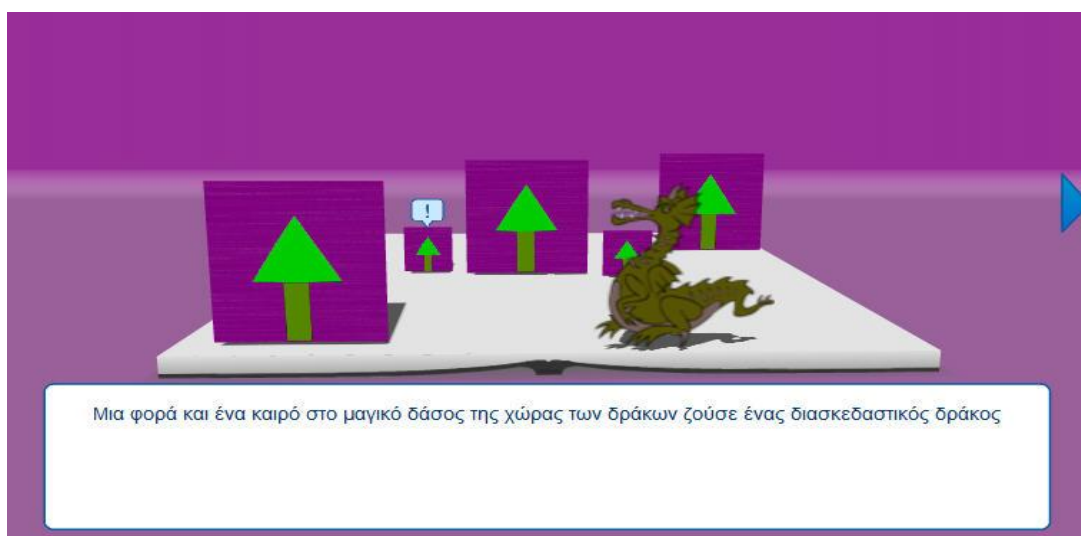 !
Μια φορά και ένα καιρό στο μαγικό δάσος της χώρας των δράκων ζούσε ένας διασκεδαστικός δράκος